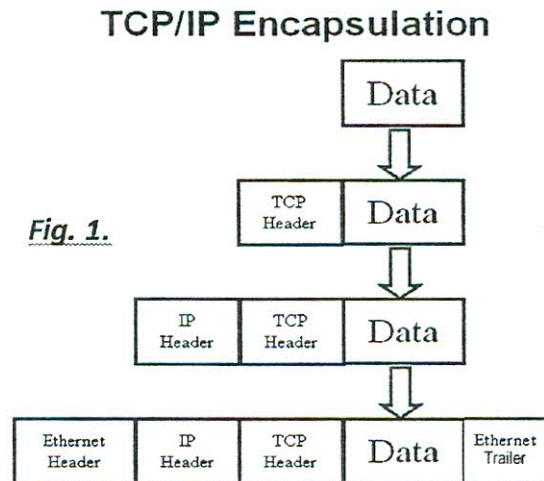 TCP/IP Encapsulation
Data
TCP
Header
Data
Fig. 1.
IP
Header
TCP
Header
Data
Ethernet
Header
IP
Header
TCP
Header
Data
Ethernet
Trailer